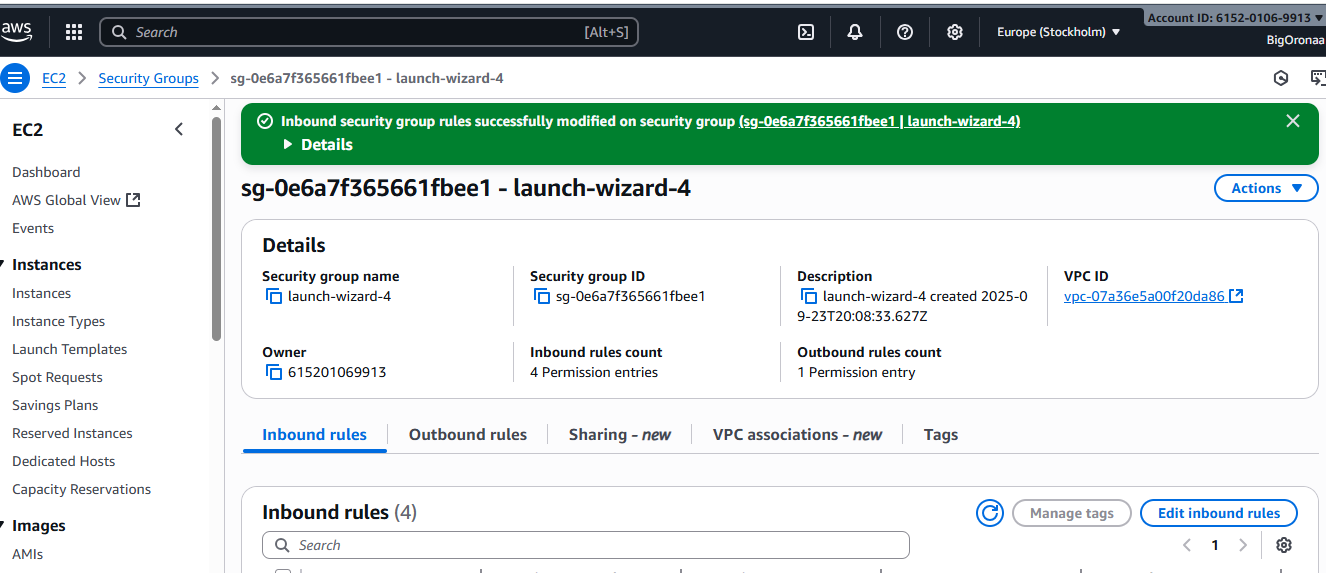 aws
Search [Alt+S]
Europe (Stockholm)
Account ID: 6152-0106-9913
BigOronaa
EC2
Security Groups
sg-0e6a7f365661fbee1 - launch-wizard-4
EC2
Dashboard
AWS Global View
Events
Instances
Instances
Instance Types
Launch Templates
Spot Requests
Savings Plans
Reserved Instances
Dedicated Hosts
Capacity Reservations
Images
AMIs
Inbound security group rules successfully modified on security group (sg-0e6a7f365661fbee1 | launch-wizard-4)
Details
sg-0e6a7f365661fbee1 - launch-wizard-4
Actions
Details
Security group name
launch-wizard-4
Security group ID
sg-0e6a7f365661fbee1
Description
launch-wizard-4 created 2025-0
9-23T20:08:33.627Z
VPC ID
vpc-07a36e5a00f20da86
Owner
615201069913
Inbound rules count
4 Permission entries
Outbound rules count
1 Permission entry
Inbound rules
Outbound rules
Sharing - new
VPC associations - new
Tags
Inbound rules (4)
Manage tags
Edit inbound rules
Search
1